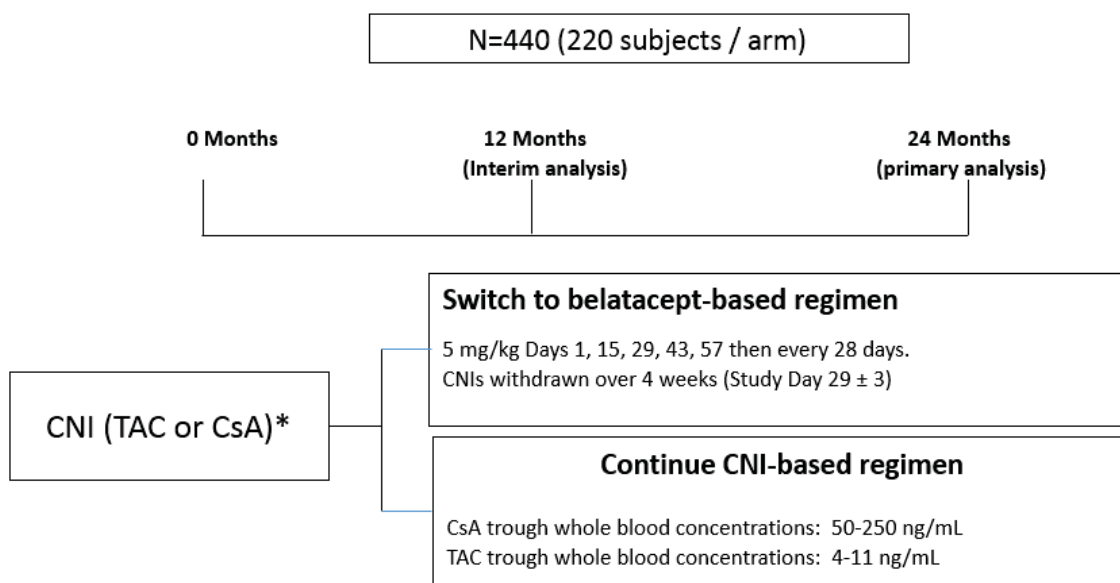 N=440 (220 subjects / arm)
0 Months
12 Months
(Interim analysis)
24 Months
(primary analysis)
Switch to belatacept-based regimen
5 mg/kg Days 1, 15, 29, 43, 57 then every 28 days.
CNIs withdrawn over 4 weeks (Study Day 29 ± 3)
CNI (TAC or CsA)*
Continue CNI-based regimen
CsA trough whole blood concentrations: 50-250 ng/mL
TAC trough whole blood concentrations: 4-11 ng/mL